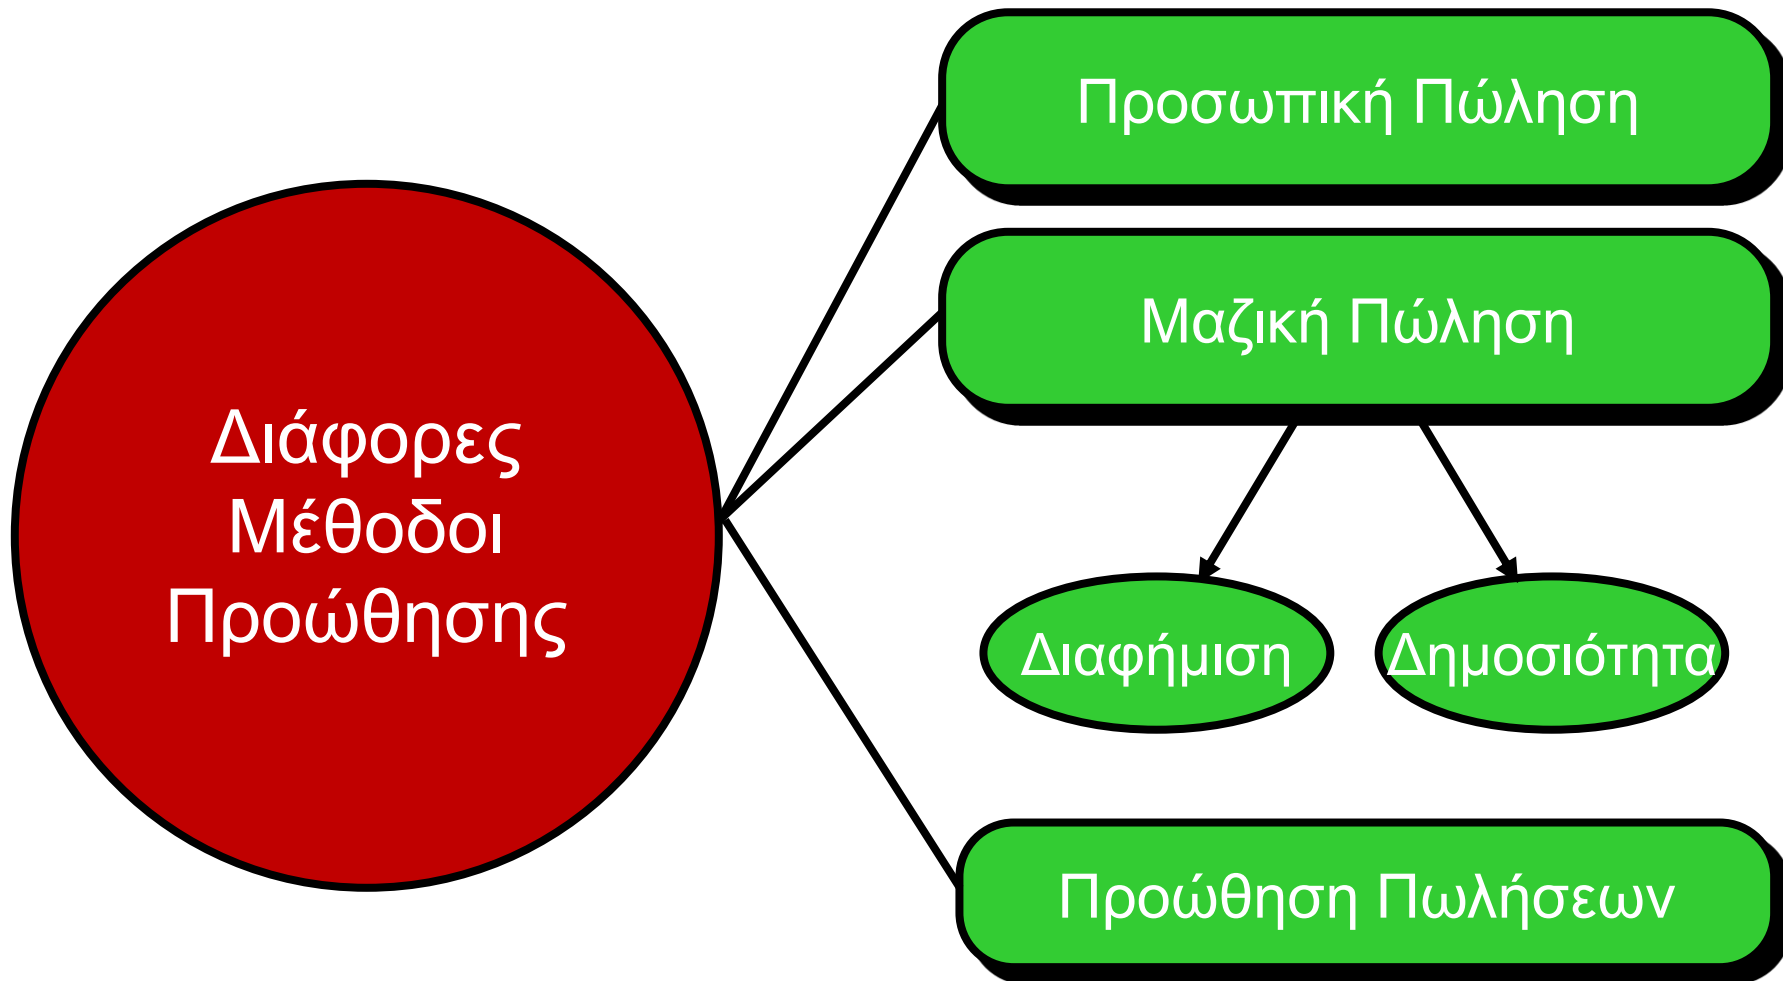 Διάφορες
Μέθοδοι
Προώθησης
Προσωπική Πώληση
Μαζική Πώληση
Διαφήμιση
Δημοσιότητα
Προώθηση Πωλήσεων